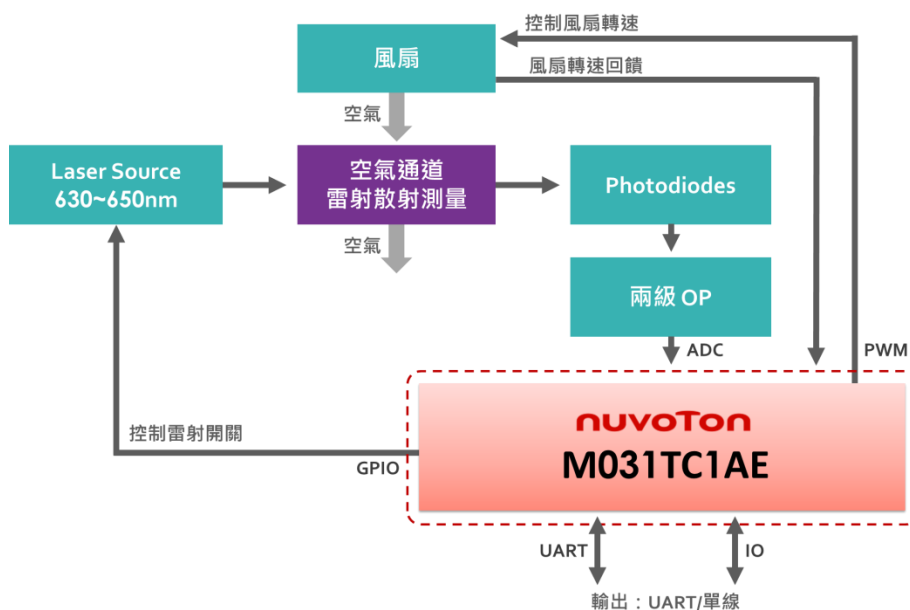 控制風扇轉速
風扇
風扇轉速回饋
空氣
Laser Source
630~650nm
空氣通道
雷射散射測量
Photodiodes
空氣
兩級 OP
ADC
PWM
控制雷射開關
GPIO
nuvoTon
M031TC1AE
UART
IO
輸出：UART/單線